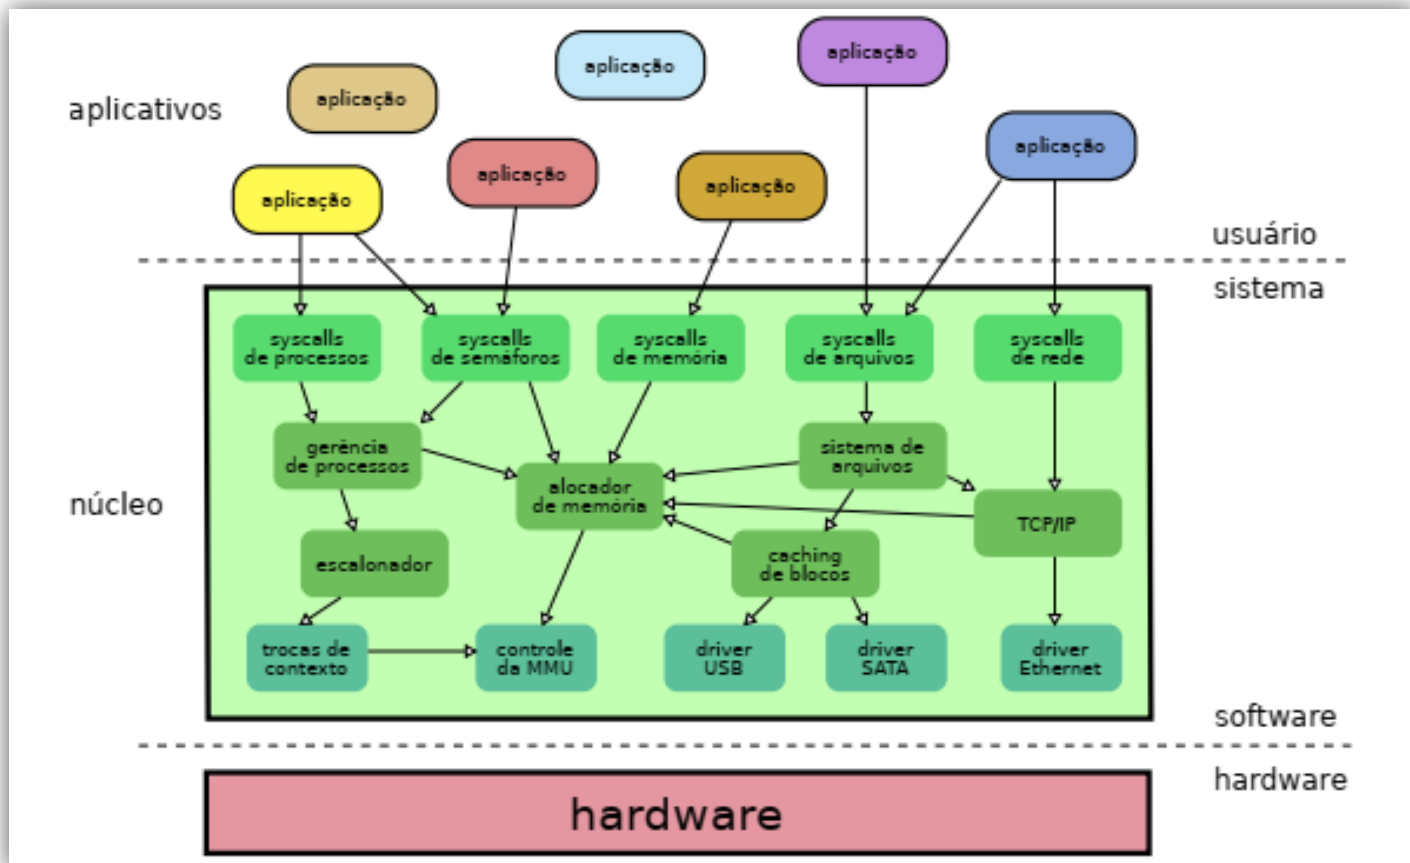 aplicação
aplicação
aplicação
aplicativos
aplicação
aplicação
aplicação
aplicação
aplicação
usuário
sistema
syscalls
de processos
syscalls
de semáforos
syscalls
de memória
syscalls
de arquivos
syscalls
de rede
gerência
de processos
sistema de
arquivos
alocador
de memória
núcleo
TCP/IP
escalonador
caching
de blocos
trocas de
contexto
controle
da MMU
driver
USB
driver
SATA
driver
Ethernet
software
hardware
hardware